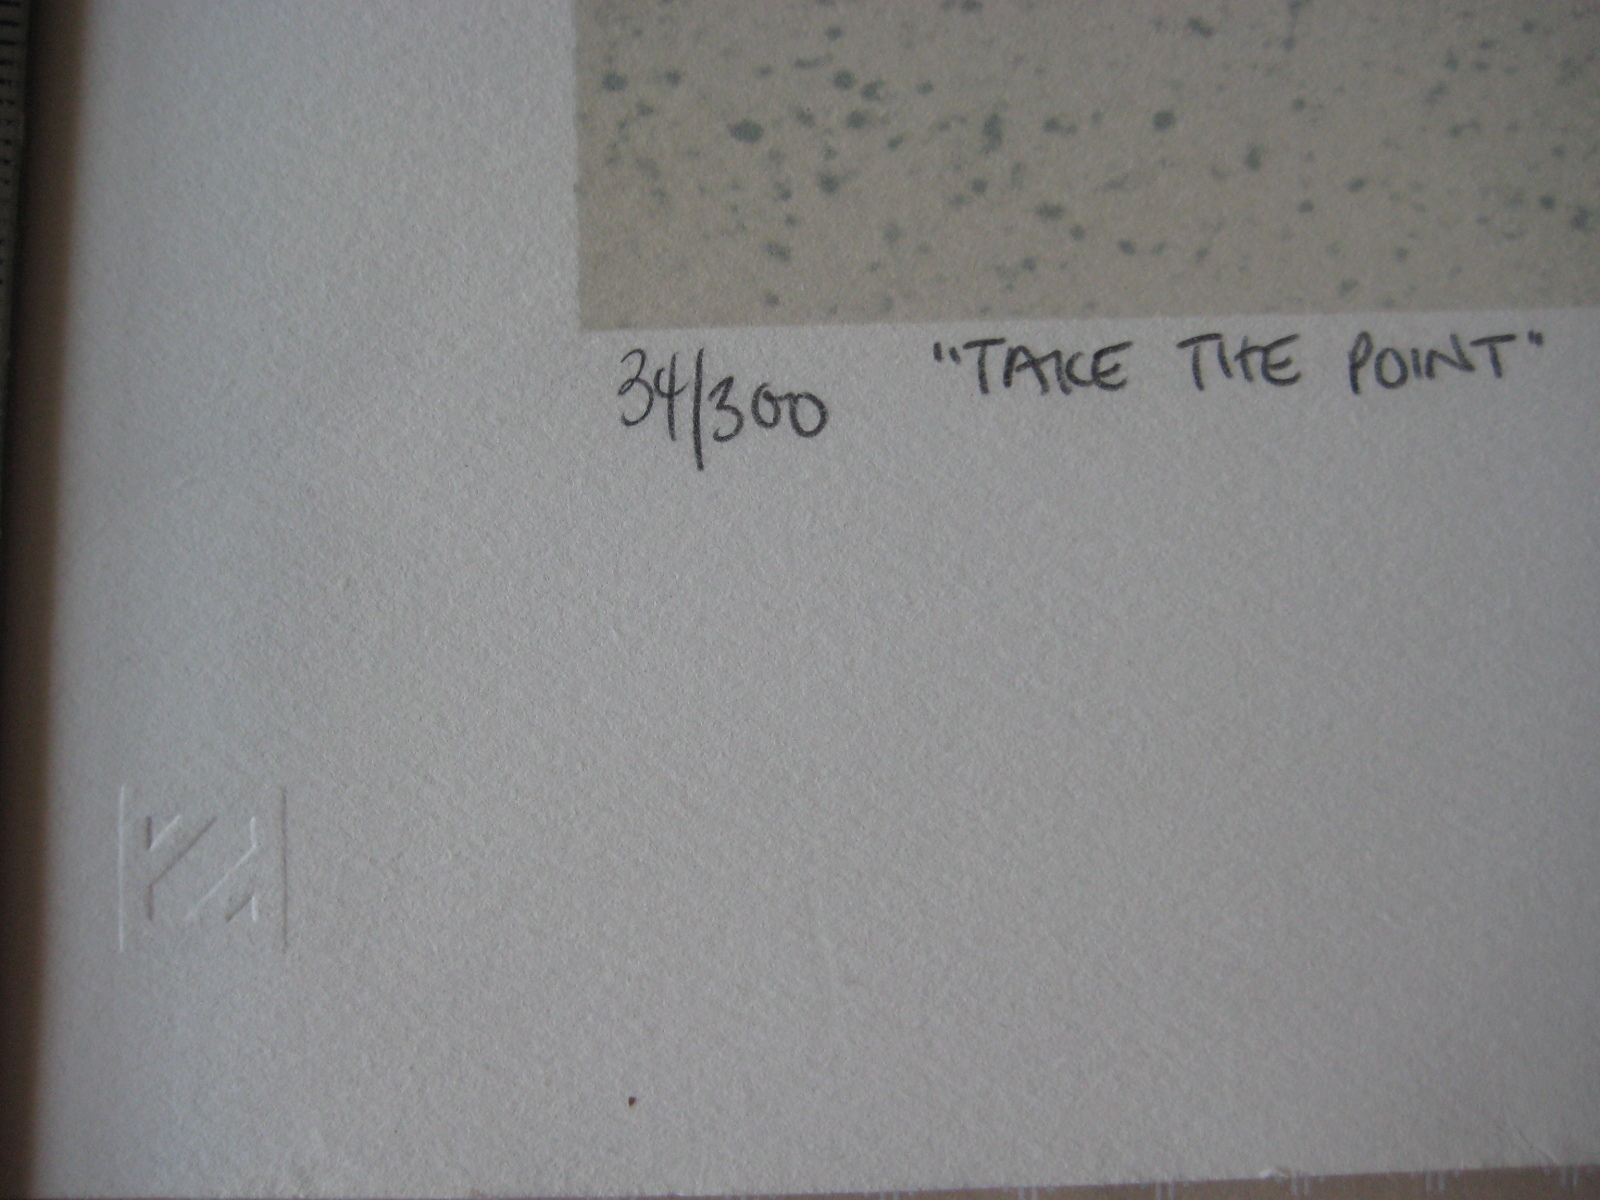 34/300 "TAKE THE POINT"